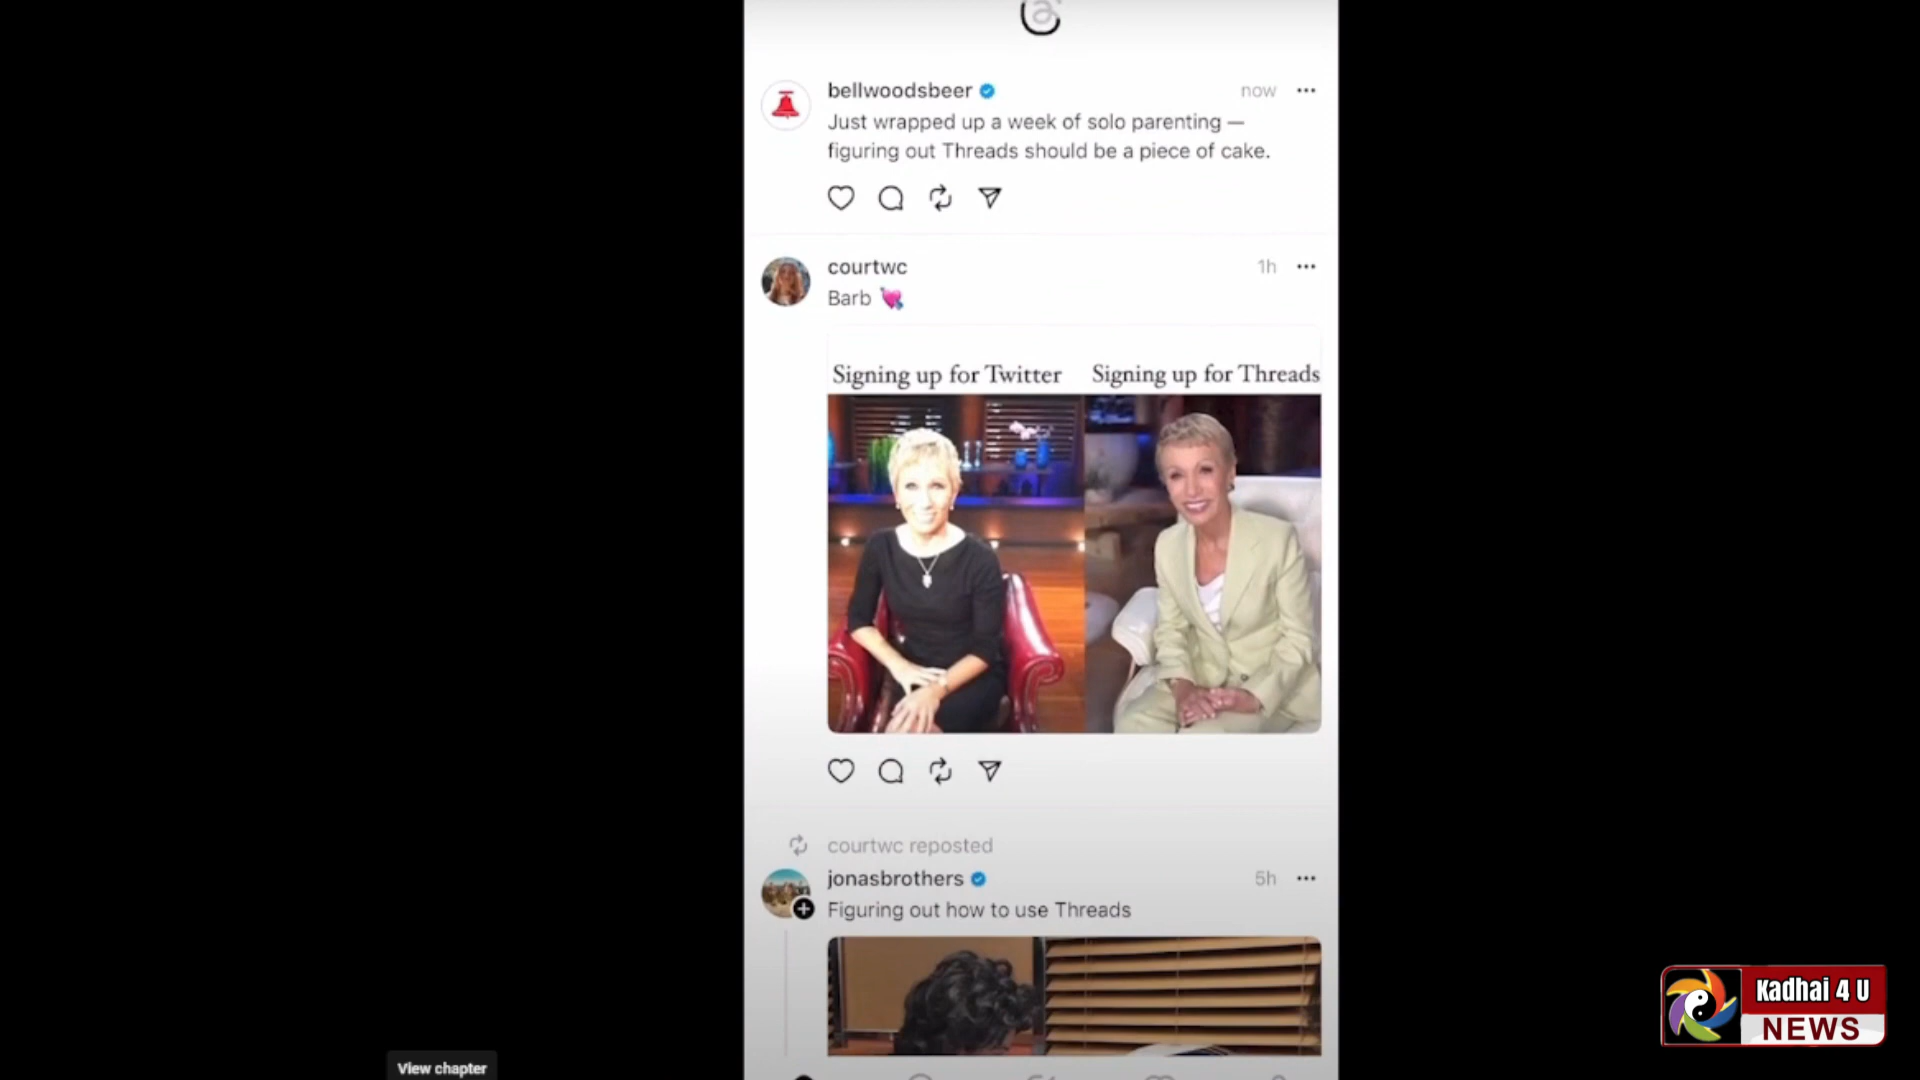 bellwoodsbeer
now
Just wrapped up a week of solo parenting —
figuring out Threads should be a piece of cake.
courtwc
1h
Barb
Signing up for Twitter
Signing up for Threads
courtwc reposted
jonasbrothers
5h
Figuring out how to use Threads
Kadhai 4 U
NEWS
View chapter